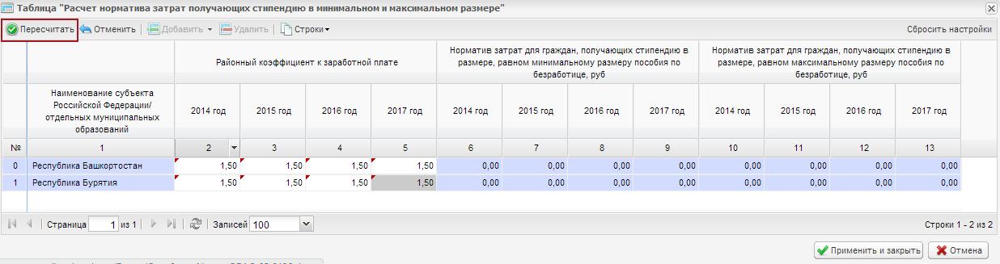 Таблица "Расчет норматива затрат получающих стипендию в минимальном и максимальном размере"
Пересчитать Отменить Добавить Удалить Строки Сбросить настройки
Районный коэффициент к заработной плате
Норматив затрат для граждан, получающих стипендию в
размере, равном минимальному размеру пособия по
безработице, руб
Норматив затрат для граждан, получающих стипендию в
размере, равном максимальному размеру пособия по
безработице, руб
Наименование субъекта
Российской Федерации/
отдельных муниципальных
образований
2014 год 2015 год 2016 год 2017 год 2014 год 2015 год 2016 год 2017 год 2014 год 2015 год 2016 год 2017 год
№ 1 2 3 4 5 6 7 8 9 10 11 12 13
0 Республика Башкортостан 1,50 1,50 1,50 1,50 0,00 0,00 0,00 0,00 0,00 0,00 0,00 0,00
1 Республика Бурятия 1,50 1,50 1,50 1,50 0,00 0,00 0,00 0,00 0,00 0,00 0,00 0,00
Страница 1 из 1 Записей 100 Строки 1 - 2 из 2
Применить и закрыть Отмена